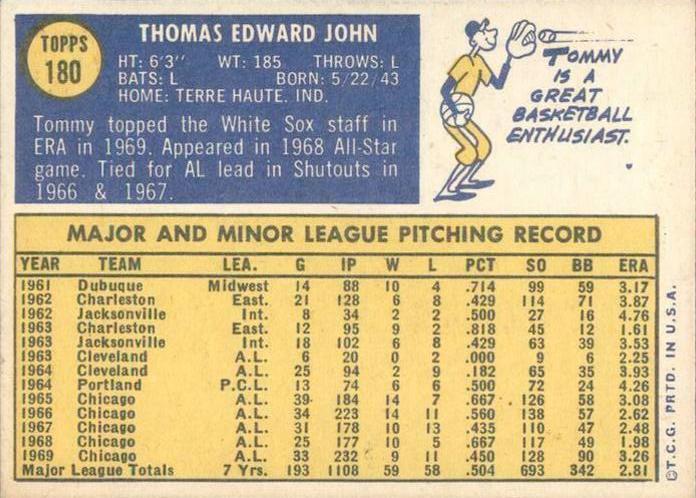 TOPPS
180
THOMAS EDWARD JOHN
HT: 6'3" WT: 185 THROWS: L
BATS: L BORN: 5/22/43
HOME: TERRE HAUTE, IND.
Tommy topped the White Sox staff in
ERA in 1969. Appeared in 1968 All-Star
game. Tied for AL lead in Shutouts in
1966 & 1967.
TOMMY
IS A
GREAT
BASKETBALL
ENTHUSIAST.
MAJOR AND MINOR LEAGUE PITCHING RECORD
YEAR TEAM LEA. G IP W L PCT SO BB ERA
1961 Dubuque Midwest 14 88 10 4 .714 99 59 3.17
1962 Charleston East. 21 128 6 8 .429 114 71 3.87
1962 Jacksonville Int. 8 34 2 2 .500 27 16 4.76
1963 Charleston East. 12 95 9 2 .818 45 12 1.61
1963 Jacksonville Int. 18 102 6 8 .429 63 39 3.53
1963 Cleveland A.L. 6 20 0 2 .000 9 6 2.25
1964 Cleveland A.L. 25 94 2 9 .182 65 35 3.93
1964 Portland P.C.L. 13 74 6 6 .500 72 24 4.26
1965 Chicago A.L. 39 184 14 7 .667 126 58 3.08
1966 Chicago A.L. 34 223 14 11 .560 138 57 2.62
1967 Chicago A.L. 31 178 10 13 .435 110 47 2.48
1968 Chicago A.L. 25 177 10 5 .667 117 49 1.98
1969 Chicago A.L. 33 232 9 11 .450 128 90 3.26
Major League Totals 7 Yrs. 193 1108 59 58 .504 693 342 2.81
©T.C.G. PRTD. IN U.S.A.